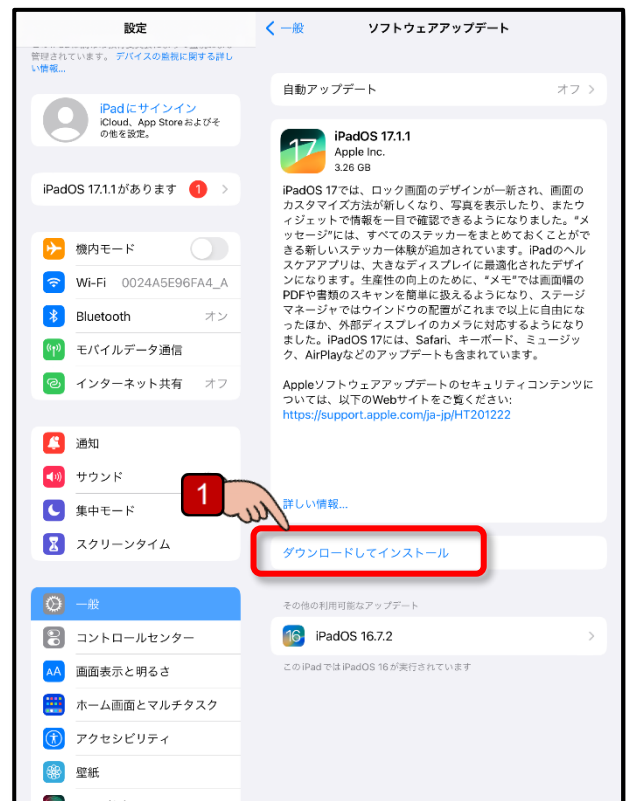 設定
管理されています。デバイスの監視に関する詳し
い情報...
iPadにサインイン
iCloud、App Storeおよびそ
の他を設定。
iPadOS 17.1.1があります 1
機内モード
Wi-Fi 0024A5E96FA4_A
Bluetooth オン
モバイルデータ通信
インターネット共有 オフ
通知
サウンド
集中モード
スクリーンタイム
一般
コントロールセンター
画面表示と明るさ
ホーム画面とマルチタスク
アクセシビリティ
壁紙
一般 ソフトウェアアップデート
自動アップデート オフ
17
iPadOS 17.1.1
Apple Inc.
3.26 GB
iPadOS 17では、ロック画面のデザインが一新され、画面の
カスタマイズ方法が新しくなり、写真を表示したり、またウ
ィジェットで情報を一目で確認できるようになりました。“メ
ッセージ”には、すべてのステッカーをまとめておくことがで
きる新しいステッカー体験が追加されています。iPadのヘル
スケアアプリは、大きなディスプレイに最適化されたデザイ
ンになります。生産性の向上のために、“メモ”では画面幅の
PDFや書類のスキャンを簡単に扱えるようになり、ステージ
マネージャではウインドウの配置がこれまで以上に自由にな
ったほか、外部ディスプレイのカメラに対応するようになり
ました。iPadOS 17には、Safari、キーボード、ミュージッ
ク、AirPlayなどのアップデートも含まれています。
Appleソフトウェアアップデートのセキュリティコンテンツに
ついては、以下のWebサイトをご覧ください:
https://support.apple.com/ja-jp/HT201222
詳しい情報...
1
ダウンロードしてインストール
その他の利用可能なアップデート
16 iPadOS 16.7.2
このiPadではiPadOS 16が実行されています